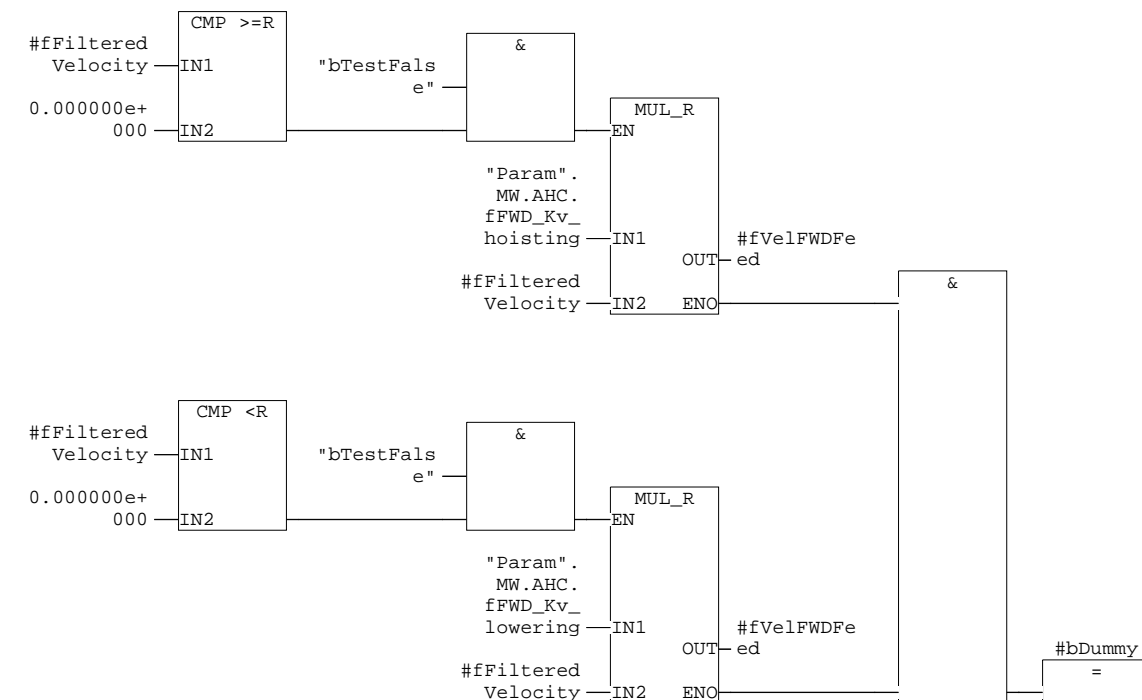 CMP >=R
#fFiltered
Velocity
IN1
0.000000e+
000
IN2
"bTestFals
e"
&
MUL_R
EN
"Param".
MW.AHC.
fFWD_Kv_
hoisting
IN1
OUT
#fVelFWDFe
ed
#fFiltered
Velocity
IN2
ENO
&
CMP <R
#fFiltered
Velocity
IN1
0.000000e+
000
IN2
"bTestFals
e"
&
MUL_R
EN
"Param".
MW.AHC.
fFWD_Kv_
lowering
IN1
OUT
#fVelFWDFe
ed
#fFiltered
Velocity
IN2
ENO
#bDummy
=